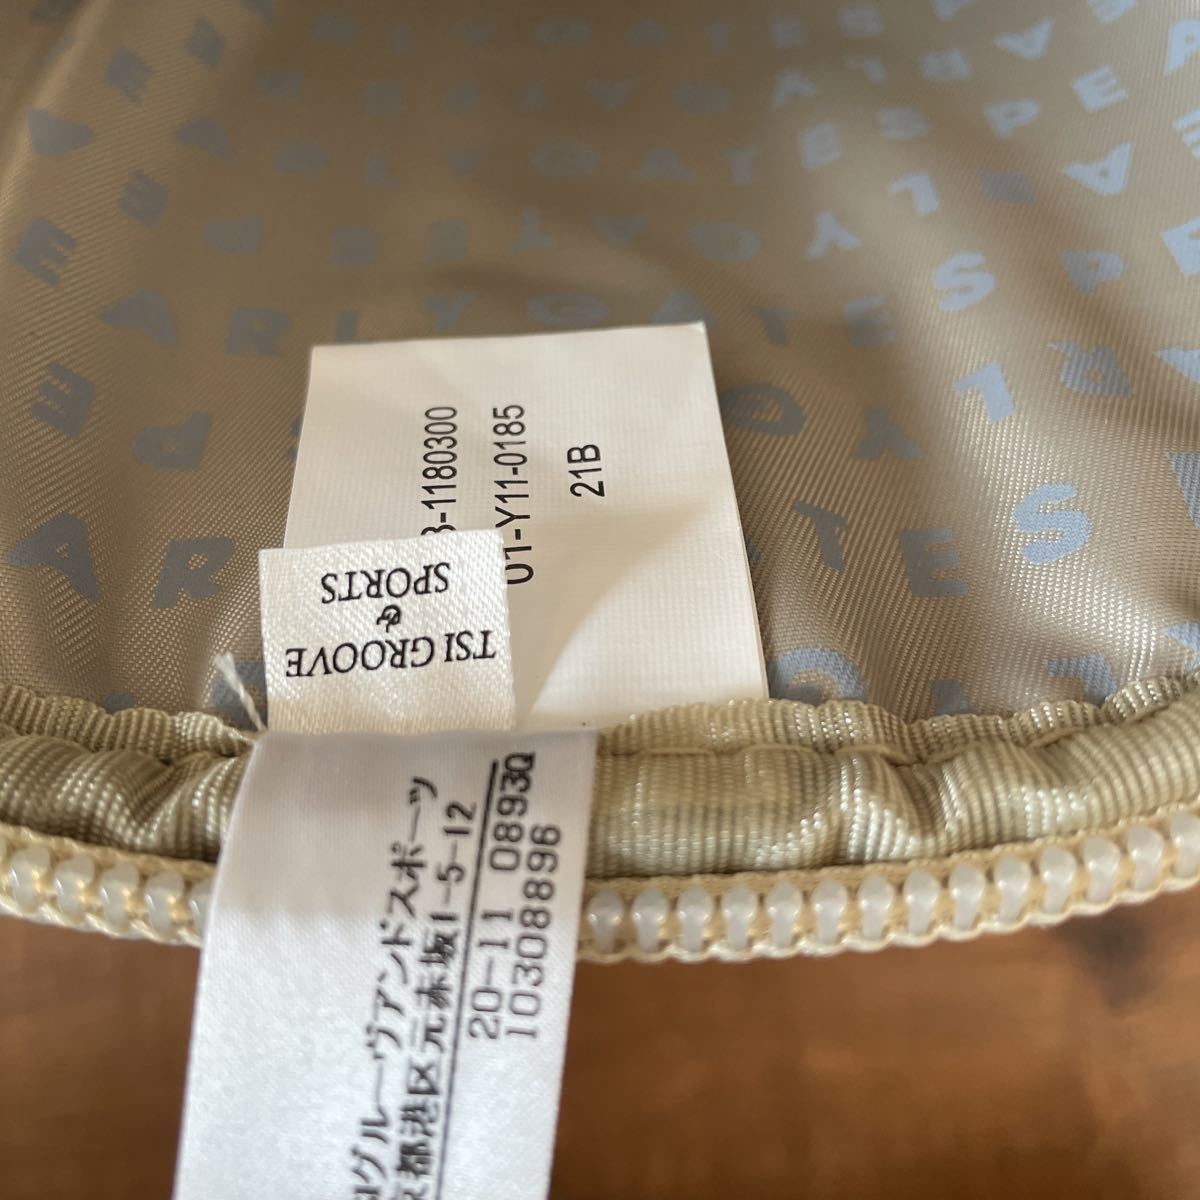 PEARLYGATES
3-1180300
01-Y11-0185
21B
TSI GROOVE
&
SPORTS
グルーヴアンドスポーツ
京都港区元赤坂1-5-12
20-11 0893Q
10308896